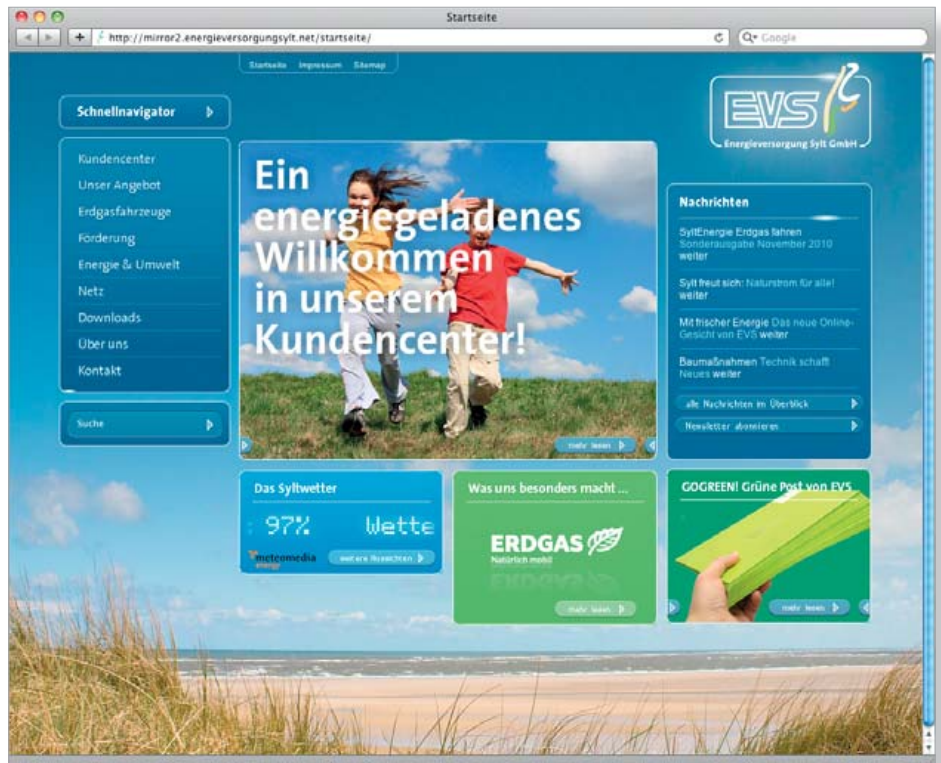 Startseite
http://mirror2.energieversorgungsylt.net/startseite/
Google
Startseite Impressum Sitemap
EVS
Energieversorgung Sylt GmbH
Schnellnavigator
Kundencenter
Unser Angebot
Erdgasfahrzeuge
Förderung
Energie & Umwelt
Netz
Downloads
Über uns
Kontakt
Suche
Ein
energiegeladenes
Willkommen
in unserem
Kundencenter!
mehr lesen
Nachrichten
SyltEnergie Erdgas fahren
Sonderausgabe November 2010
weiter
Sylt freut sich: Naturstrom für alle!
weiter
Mit frischer Energie Das neue Online-
Gesicht von EVS weiter
Baumaßnahmen Technik schafft
Neues weiter
alle Nachrichten im Überblick
Newsletter abonnieren
Das Syltwetter
97% Wette
meteomedia
energy
weitere Aussichten
Was uns besonders macht ...
ERDGAS
Natürlich mobil
mehr lesen
GOGREEN! Grüne Post von EVS
mehr lesen